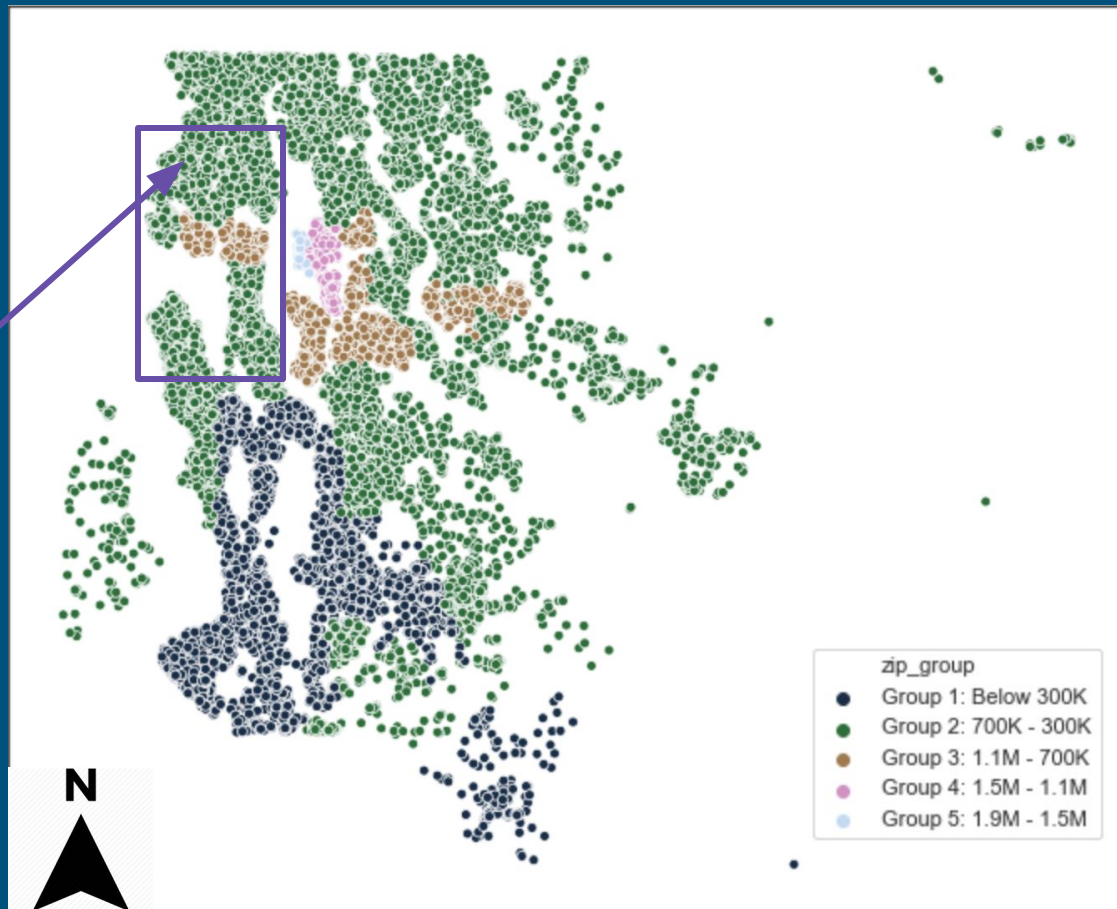 zip_group
Group 1: Below 300K
Group 2: 700K - 300K
Group 3: 1.1M - 700K
Group 4: 1.5M - 1.1M
Group 5: 1.9M - 1.5M
N